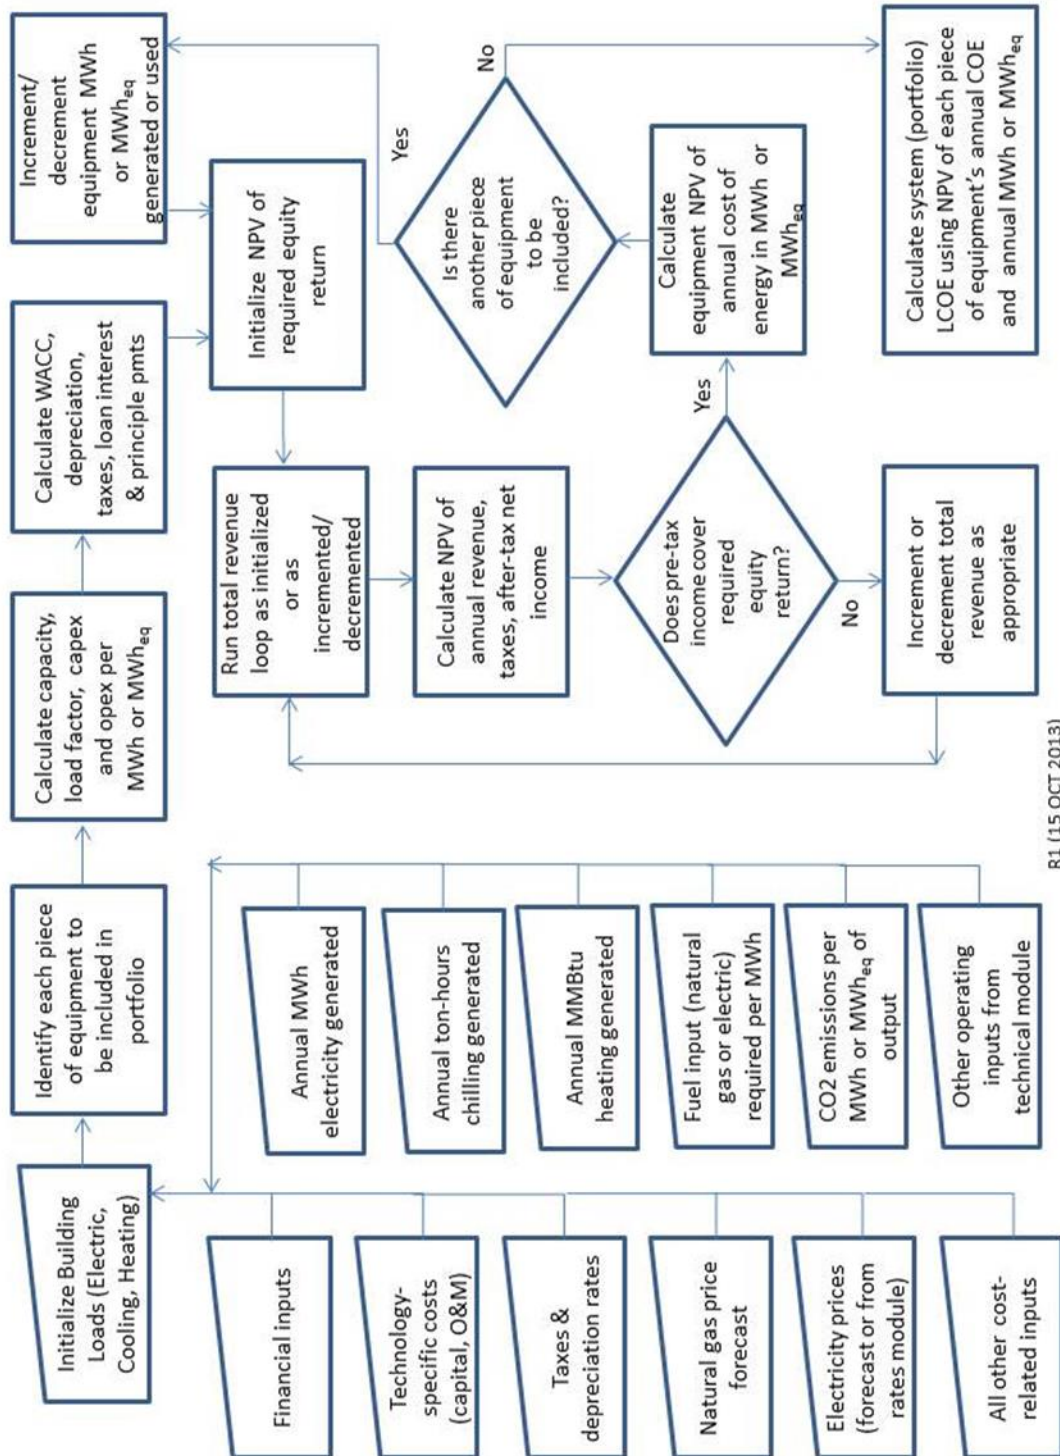 Initialize Building
Loads (Electric,
Cooling, Heating)
Identify each piece
of equipment to
be included in
portfolio
Calculate capacity,
load factor, capex
and opex per
MWh or MWheq
Calculate WACC,
depreciation,
taxes, loan interest
& principle pmts
Increment/
decrement
equipment MWh
or MWheq
generated or used
Financial inputs
Technology-
specific costs
(capital, O&M)
Taxes &
depreciation rates
Natural gas price
forecast
Electricity prices
(forecast or from
rates module)
All other cost-
related inputs
Annual MWh
electricity generated
Annual ton-hours
chilling generated
Annual MMBtu
heating generated
Fuel input (natural
gas or electric)
required per MWh
CO2 emissions per
MWh or MWheq of
output
Other operating
inputs from
technical module
Initialize NPV of
required equity
return
Run total revenue
loop as initialized
or as
incremented/
decremented
Calculate NPV of
annual revenue,
taxes, after-tax net
income
Does pre-tax
income cover
required
equity
return?
No
Yes
Increment or
decrement total
revenue as
appropriate
Calculate
equipment NPV of
annual cost of
energy in MWh or
MWheq
Is there
another piece
of equipment
to be
included?
Yes
No
Calculate system (portfolio)
LCOE using NPV of each piece
of equipment's annual COE
and annual MWh or MWheq
R1 (15 OCT 2013)